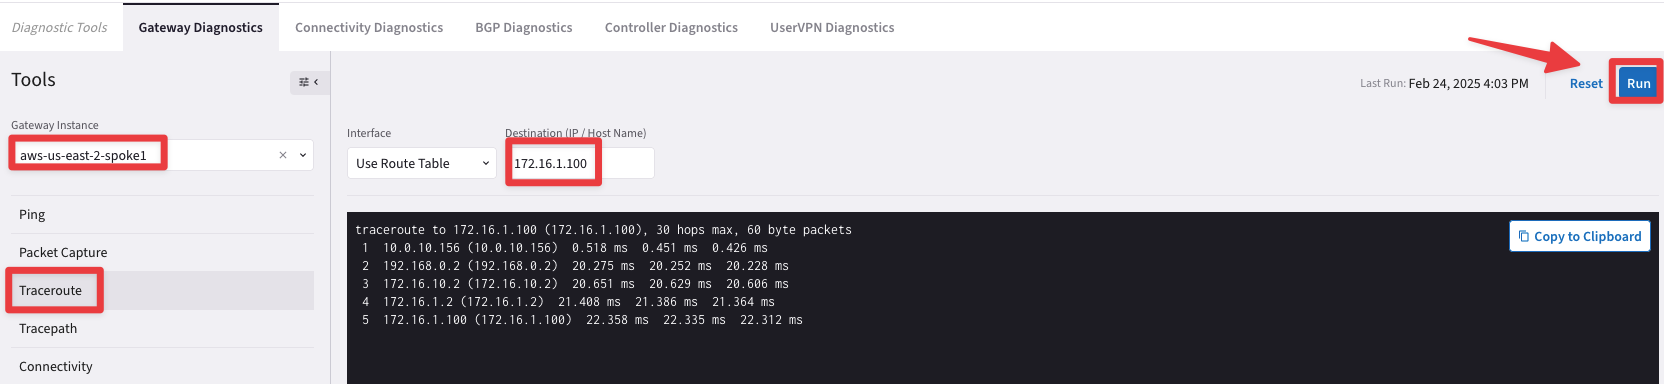 Diagnostic Tools Gateway Diagnostics Connectivity Diagnostics BGP Diagnostics Controller Diagnostics UserVPN Diagnostics
Tools
Last Run: Feb 24, 2025 4:03 PM Reset Run
Gateway Instance
aws-us-east-2-spoke1
Interface Destination (IP / Host Name)
Use Route Table 172.16.1.100
Ping
Packet Capture
Traceroute
Tracepath
Connectivity
Copy to Clipboard
traceroute to 172.16.1.100 (172.16.1.100), 30 hops max, 60 byte packets
1 10.0.10.156 (10.0.10.156) 0.518 ms 0.451 ms 0.426 ms
2 192.168.0.2 (192.168.0.2) 20.275 ms 20.252 ms 20.228 ms
3 172.16.10.2 (172.16.10.2) 20.651 ms 20.629 ms 20.606 ms
4 172.16.1.2 (172.16.1.2) 21.408 ms 21.386 ms 21.364 ms
5 172.16.1.100 (172.16.1.100) 22.358 ms 22.335 ms 22.312 ms